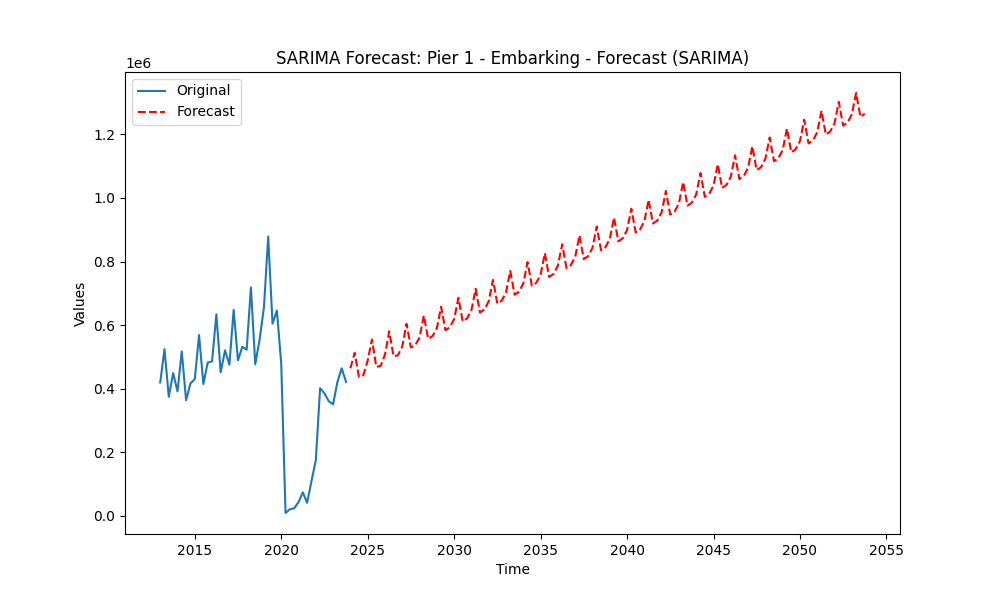 SARIMA Forecast: Pier 1 - Embarking - Forecast (SARIMA)
1e6
Original
Forecast
1.2
1.0
0.8
0.6
0.4
0.2
0.0
Values
2015 2020 2025 2030 2035 2040 2045 2050 2055
Time